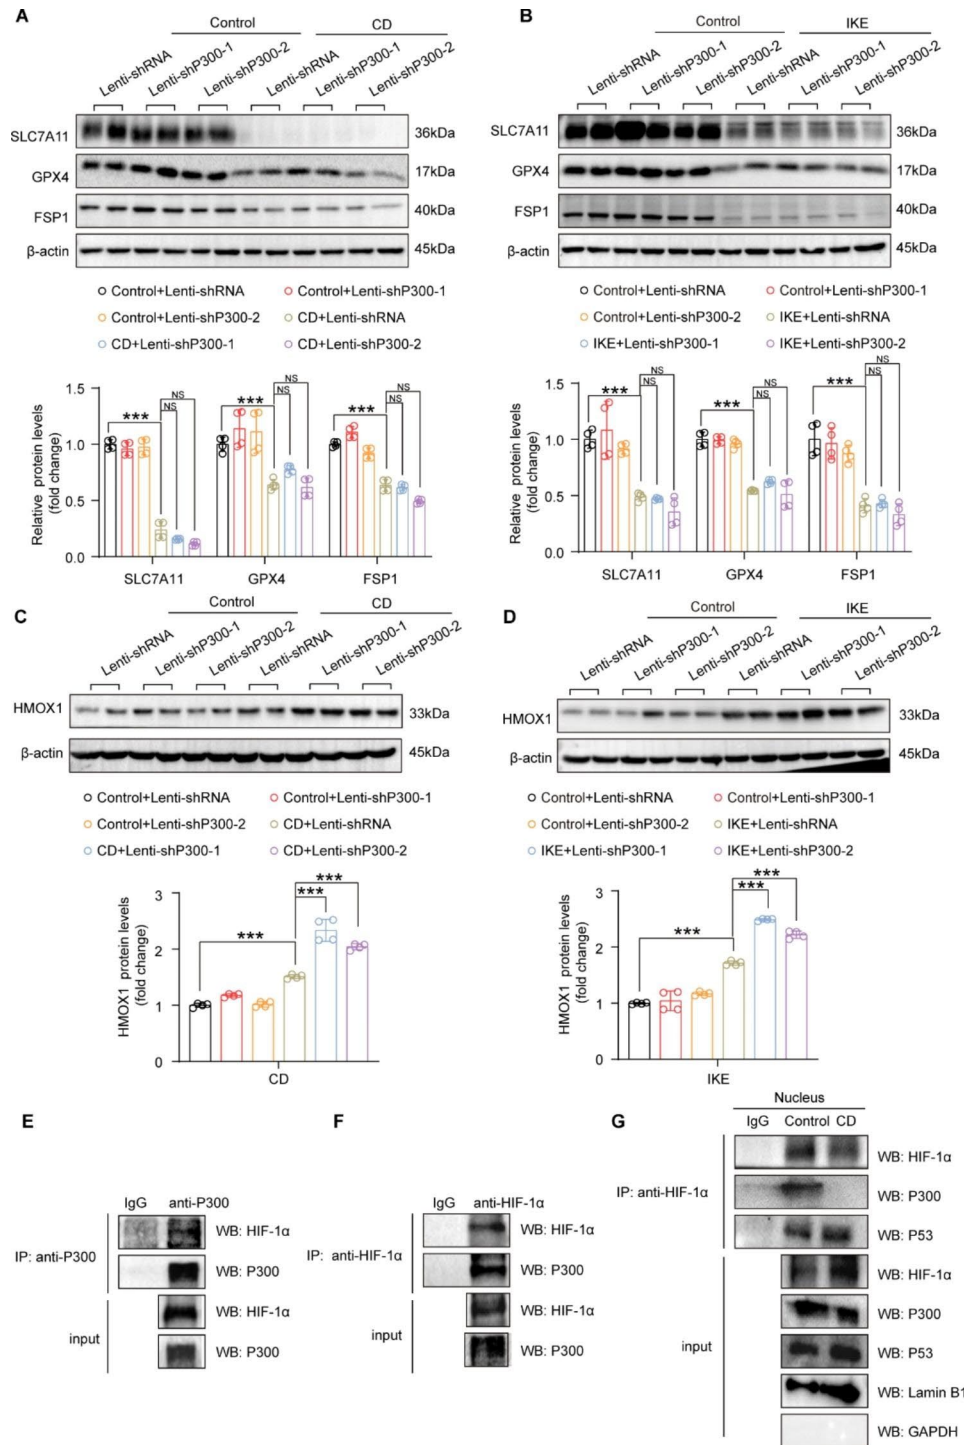 A
Control
CD
Lenti-shRNA
Lenti-shP300-1
Lenti-shP300-2
Lenti-shRNA
Lenti-shP300-1
Lenti-shP300-2
SLC7A11
36kDa
GPX4
17kDa
FSP1
40kDa
β-actin
45kDa
Control+Lenti-shRNA
Control+Lenti-shP300-1
Control+Lenti-shP300-2
CD+Lenti-shRNA
CD+Lenti-shP300-1
CD+Lenti-shP300-2
Relative protein levels
(fold change)
1.5
1.0
0.5
0.0
***
NS
NS
***
NS
NS
***
NS
NS
SLC7A11
GPX4
FSP1
B
Control
IKE
Lenti-shRNA
Lenti-shP300-1
Lenti-shP300-2
Lenti-shRNA
Lenti-shP300-1
Lenti-shP300-2
SLC7A11
36kDa
GPX4
17kDa
FSP1
40kDa
β-actin
45kDa
Control+Lenti-shRNA
Control+Lenti-shP300-1
Control+Lenti-shP300-2
IKE+Lenti-shRNA
IKE+Lenti-shP300-1
IKE+Lenti-shP300-2
Relative protein levels
(fold change)
1.5
1.0
0.5
0.0
***
NS
NS
***
NS
NS
***
NS
NS
SLC7A11
GPX4
FSP1
C
Control
CD
Lenti-shRNA
Lenti-shP300-1
Lenti-shP300-2
Lenti-shRNA
Lenti-shP300-1
Lenti-shP300-2
HMOX1
33kDa
β-actin
45kDa
Control+Lenti-shRNA
Control+Lenti-shP300-1
Control+Lenti-shP300-2
CD+Lenti-shRNA
CD+Lenti-shP300-1
CD+Lenti-shP300-2
HMOX1 protein levels
(fold change)
3
2
1
0
***
***
***
CD
D
Control
IKE
Lenti-shRNA
Lenti-shP300-1
Lenti-shP300-2
Lenti-shRNA
Lenti-shP300-1
Lenti-shP300-2
HMOX1
33kDa
β-actin
45kDa
Control+Lenti-shRNA
Control+Lenti-shP300-1
Control+Lenti-shP300-2
IKE+Lenti-shRNA
IKE+Lenti-shP300-1
IKE+Lenti-shP300-2
HMOX1 protein levels
(fold change)
3
2
1
0
***
***
***
IKE
E
IgG
anti-P300
IP: anti-P300
WB: HIF-1α
WB: P300
input
WB: HIF-1α
WB: P300
F
IgG
anti-HIF-1α
IP: anti-HIF-1α
WB: HIF-1α
WB: P300
input
WB: HIF-1α
WB: P300
G
Nucleus
IgG
Control
CD
IP: anti-HIF-1α
WB: HIF-1α
WB: P300
WB: P53
input
WB: HIF-1α
WB: P300
WB: P53
WB: Lamin B1
WB: GAPDH